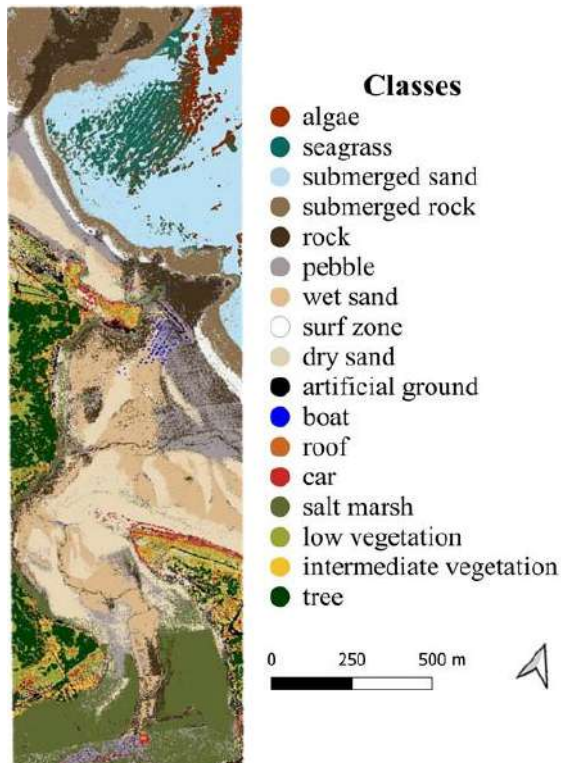 Classes
algae
seagrass
submerged sand
submerged rock
rock
pebble
wet sand
surf zone
dry sand
artificial ground
boat
roof
car
salt marsh
low vegetation
intermediate vegetation
tree
0 250 500 m